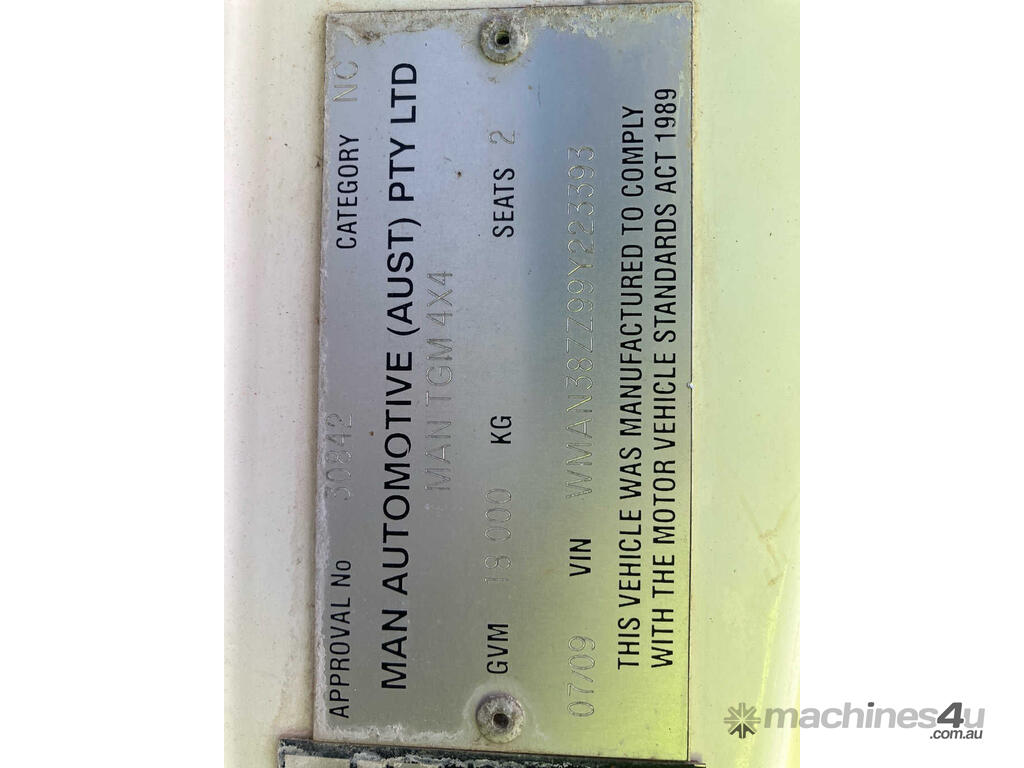 APPROVAL No 30842 CATEGORY NC
MAN AUTOMOTIVE (AUST) PTY LTD
MAN TGM 4X4
GVM 18 000 KG SEATS 2
07/09 VIN WMAN38ZZ99Y223393
THIS VEHICLE WAS MANUFACTURED TO COMPLY
WITH THE MOTOR VEHICLE STANDARDS ACT 1989
machines4u
.com.au